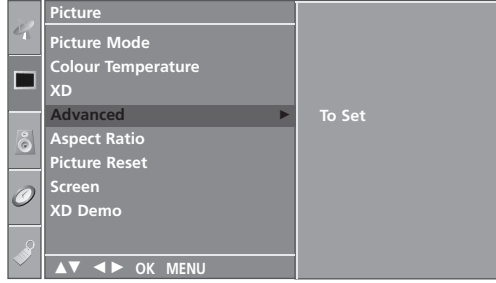 Picture
Picture Mode
Colour Temperature
XD
Advanced ► To Set
Aspect Ratio
Picture Reset
Screen
XD Demo
▲▼ ◄► OK MENU